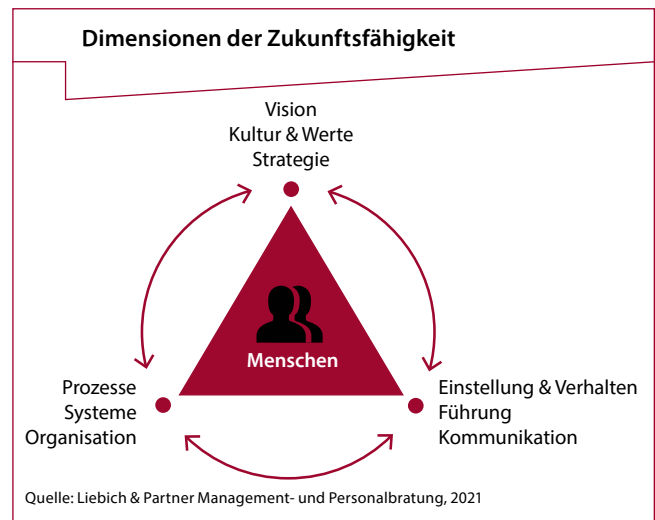 Dimensionen der Zukunftsfähigkeit
Vision
Kultur & Werte
Strategie
Menschen
Prozesse
Systeme
Organisation
Einstellung & Verhalten
Führung
Kommunikation
Quelle: Liebich & Partner Management- und Personalbratung, 2021